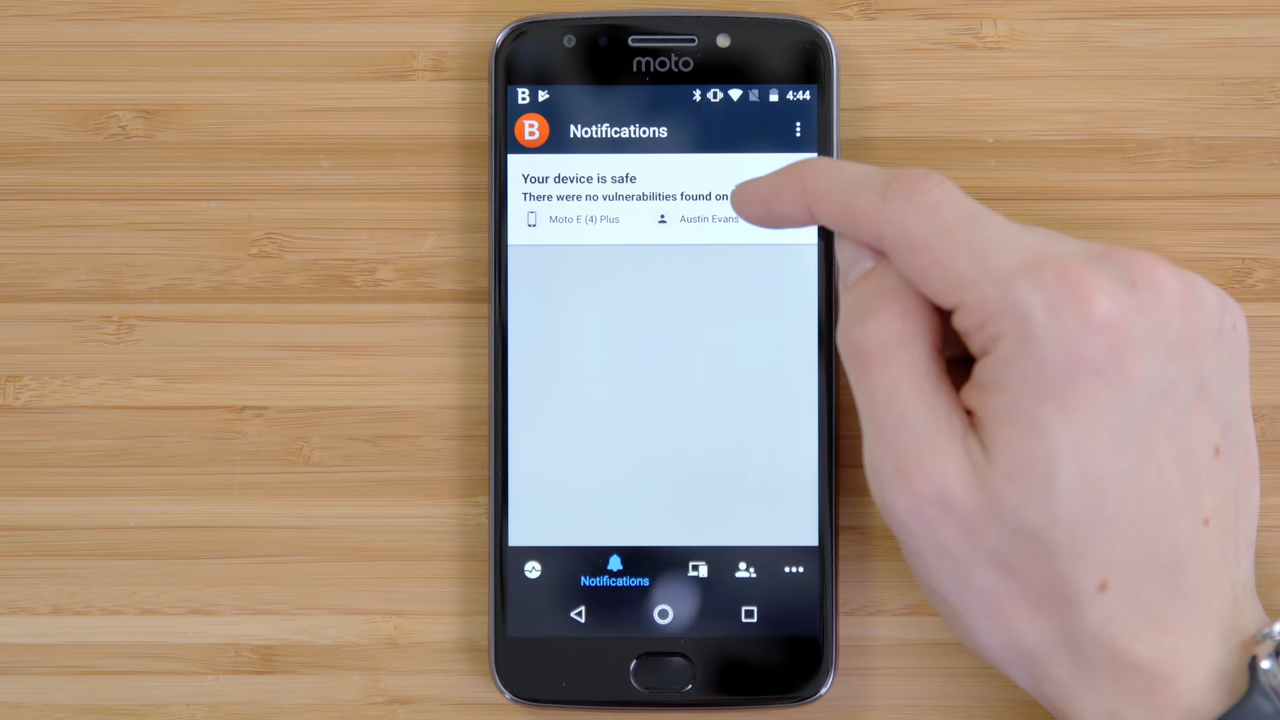 moto
4:44
B Notifications
Your device is safe
There were no vulnerabilities found on
Moto E (4) Plus Austin Evans
Notifications